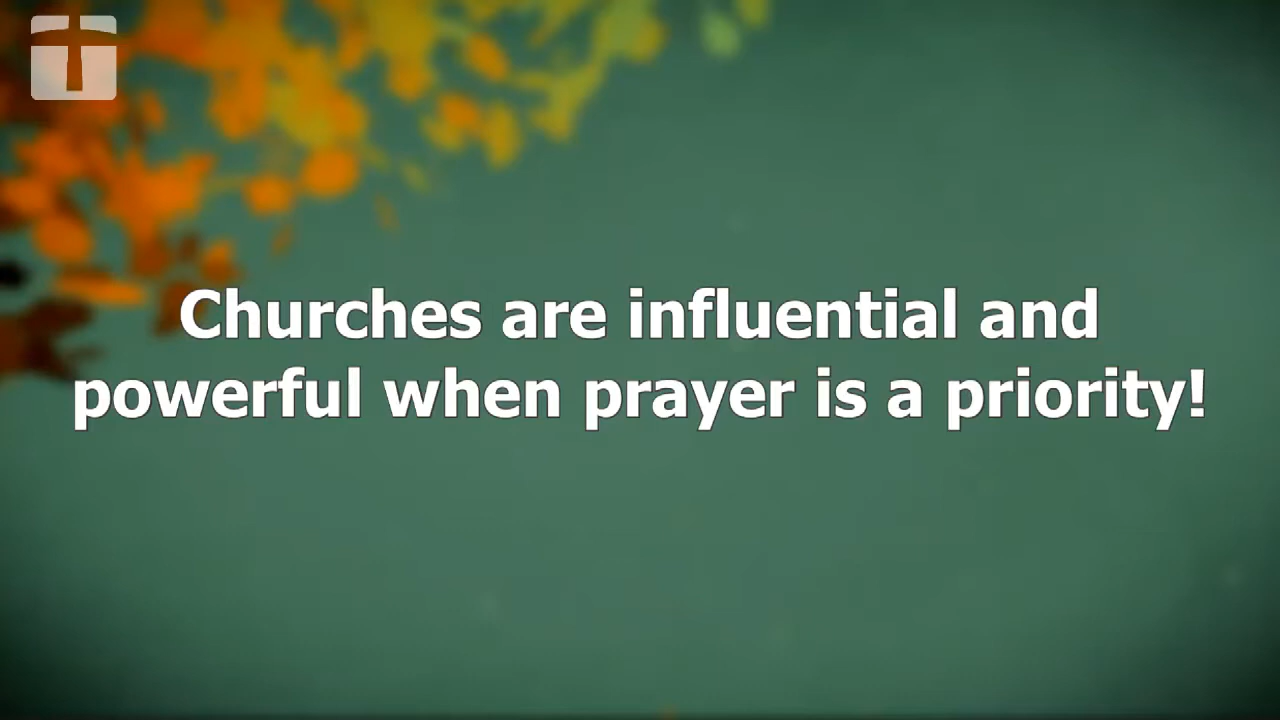 Churches are influential and
powerful when prayer is a priority!